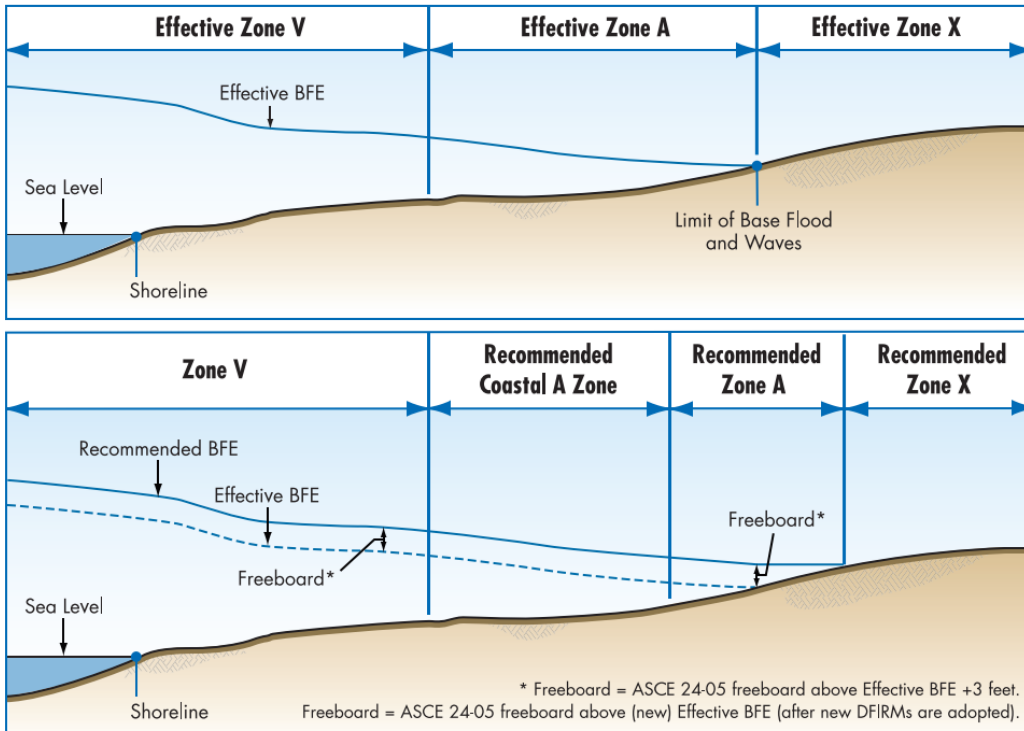 Effective Zone V
Effective Zone A
Effective Zone X
Effective BFE
Sea Level
Limit of Base Flood
and Waves
Shoreline
Zone V
Recommended
Coastal A Zone
Recommended
Zone A
Recommended
Zone X
Recommended BFE
Effective BFE
Freeboard*
Freeboard*
Sea Level
Shoreline
* Freeboard = ASCE 24-05 freeboard above Effective BFE +3 feet.
Freeboard = ASCE 24-05 freeboard above (new) Effective BFE (after new DFIRMs are adopted).